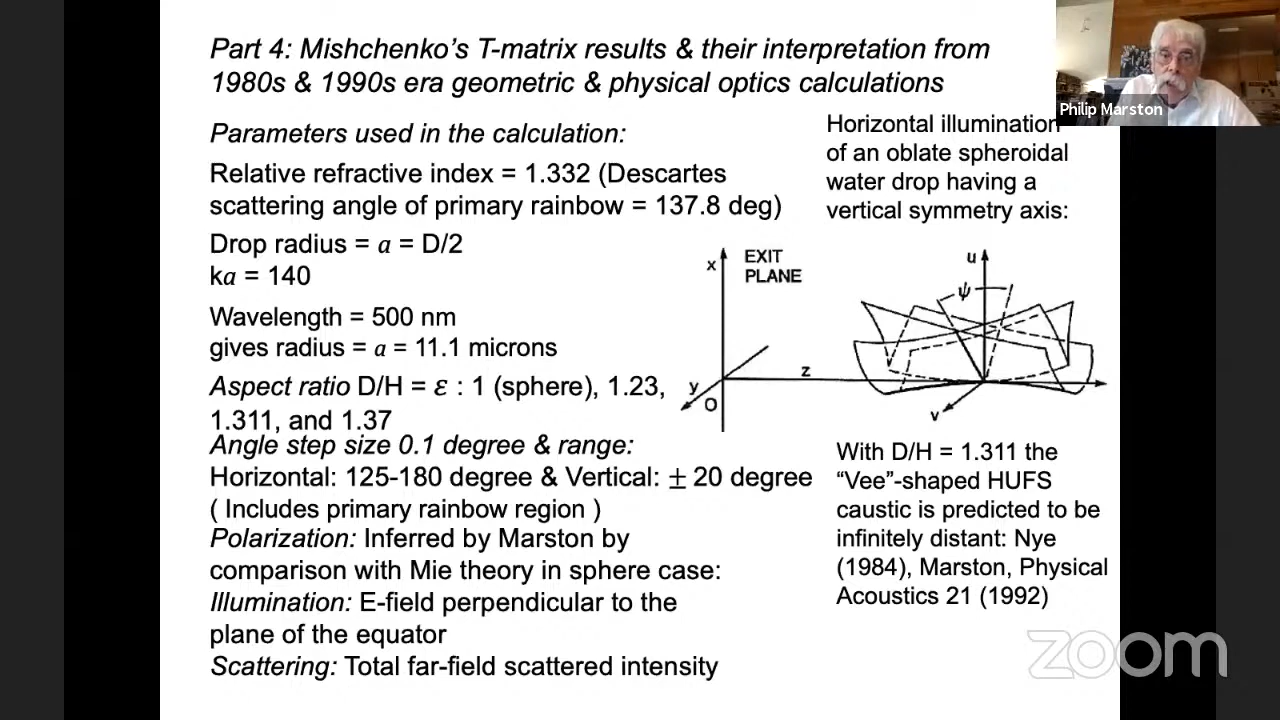 Part 4: Mishchenko's T-matrix results & their interpretation from
1980s & 1990s era geometric & physical optics calculations
Philip Marston
Parameters used in the calculation:
Relative refractive index = 1.332 (Descartes
scattering angle of primary rainbow = 137.8 deg)
Drop radius = a = D/2
ka = 140
Wavelength = 500 nm
gives radius = a = 11.1 microns
Aspect ratio D/H = ε : 1 (sphere), 1.23,
1.311, and 1.37
Angle step size 0.1 degree & range:
Horizontal: 125-180 degree & Vertical: ± 20 degree
( Includes primary rainbow region )
Polarization: Inferred by Marston by
comparison with Mie theory in sphere case:
Illumination: E-field perpendicular to the
plane of the equator
Scattering: Total far-field scattered intensity
Horizontal illumination
of an oblate spheroidal
water drop having a
vertical symmetry axis:
x
EXIT
PLANE
y
O
z
u
ψ
v
With D/H = 1.311 the
“Vee”-shaped HUFS
caustic is predicted to be
infinitely distant: Nye
(1984), Marston, Physical
Acoustics 21 (1992)
zoom